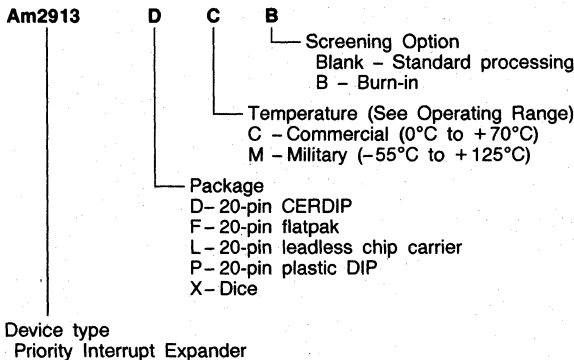 Am2913 D C B
Screening Option
Blank – Standard processing
B – Burn-in
Temperature (See Operating Range)
C – Commercial (0°C to +70°C)
M – Military (–55°C to +125°C)
Package
D – 20-pin CERDIP
F – 20-pin flatpak
L – 20-pin leadless chip carrier
P – 20-pin plastic DIP
X – Dice
Device type
Priority Interrupt Expander